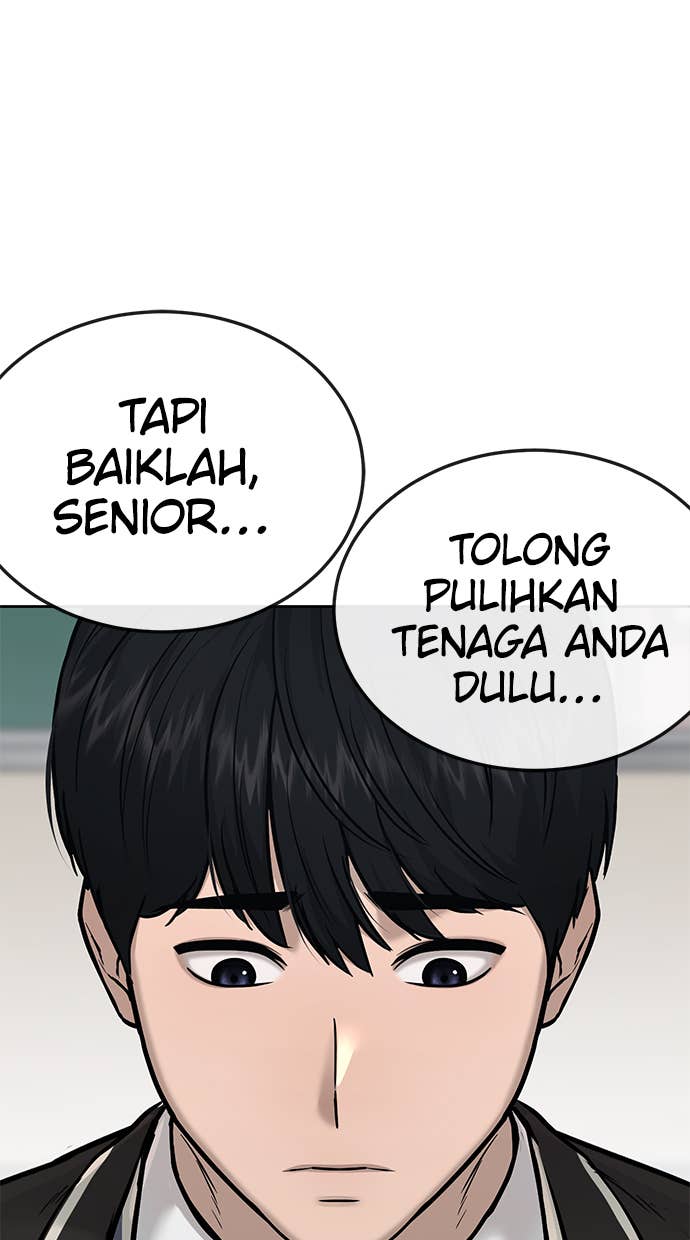 TAPI
BAIKLAH,
SENIOR...
TOLONG
PULIHKAN
TENAGA ANDA
DULU...